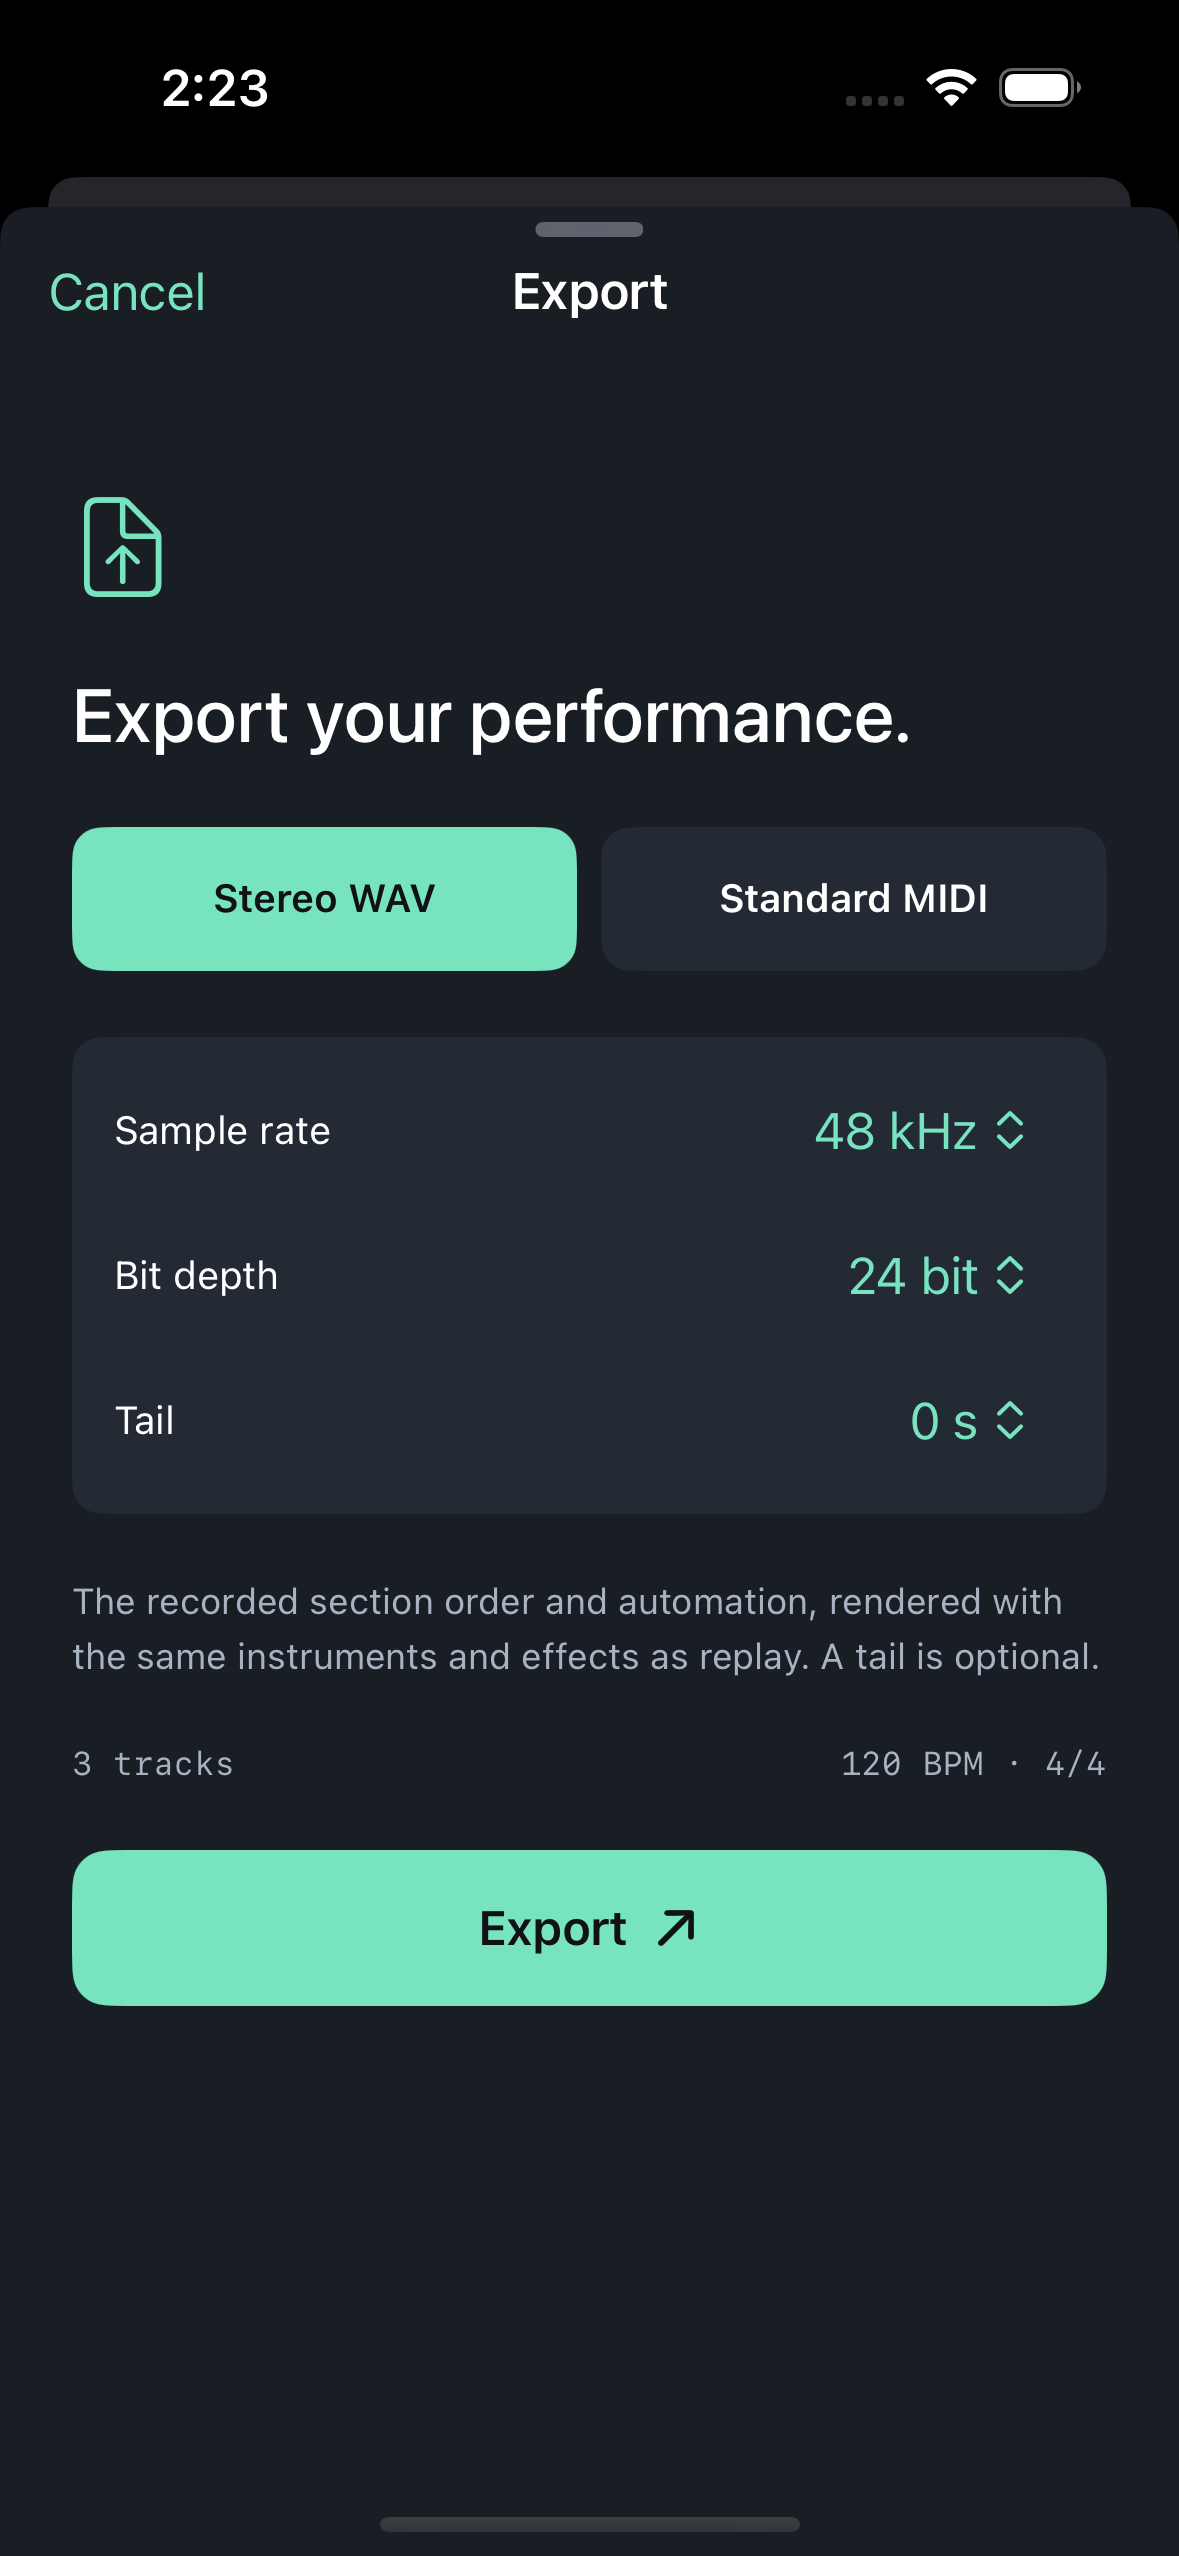 2:23
Cancel
Export
Export your performance.
Stereo WAV
Standard MIDI
Sample rate
48 kHz
Bit depth
24 bit
Tail
0 s
The recorded section order and automation, rendered with
the same instruments and effects as replay. A tail is optional.
3 tracks
120 BPM · 4/4
Export